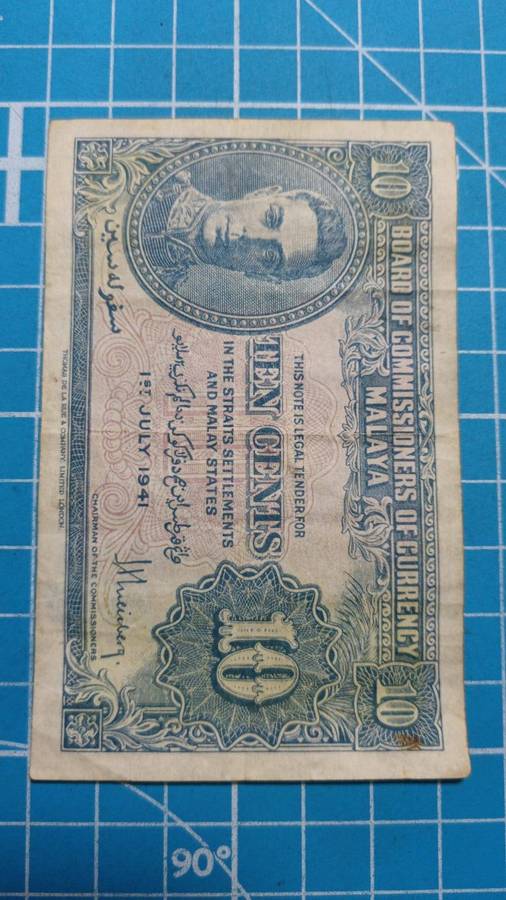 BOARD OF COMMISSIONERS OF CURRENCY
10
MALAYA
10
THIS NOTE IS LEGAL TENDER FOR
TEN CENTS
IN THE STRAITS SETTLEMENTS
AND MALAY STATES
1ST JULY 1941
10
سڤوله سين
CHAIRMAN OF THE COMMISSIONERS
THOMAS DE LA RUE & COMPANY, LIMITED, LONDON.
90°